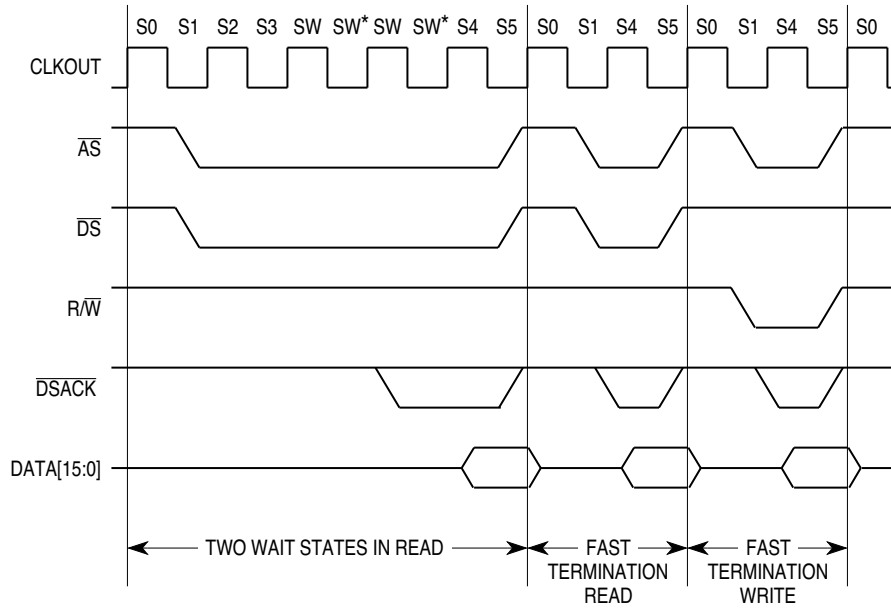 S0 S1 S2 S3 SW SW* SW SW* S4 S5 S0 S1 S4 S5 S0 S1 S4 S5 S0
CLKOUT
AS
DS
R/W
DSACK
DATA[15:0]
TWO WAIT STATES IN READ
FAST
TERMINATION
READ
FAST
TERMINATION
WRITE